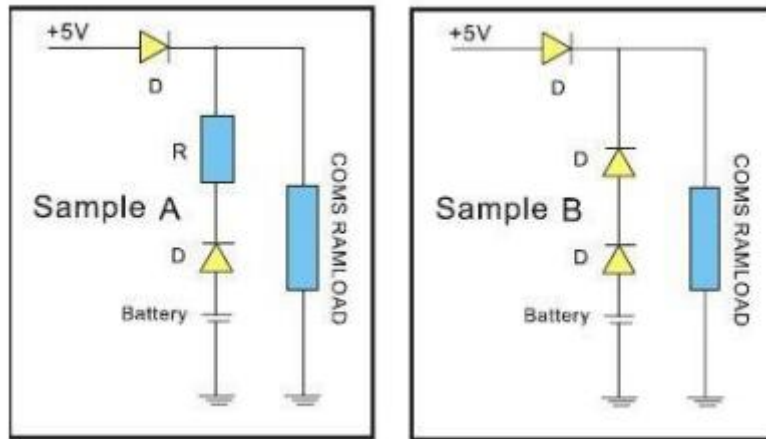 +5V
D
R
Sample A
D
Battery
COMS RAMLOAD
+5V
D
D
Sample B
D
Battery
COMS RAMLOAD